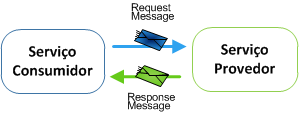 Request
Message
Serviço
Consumidor
Serviço
Provedor
Response
Message